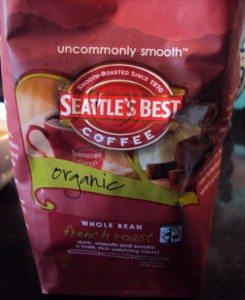 uncommonly smooth™
SMOOTH-ROASTED SINCE 1970
SEATTLE'S BEST
COFFEE
organic
WHOLE BEAN
french roast
dark, smooth and smoky
a bold, rich satisfying blend